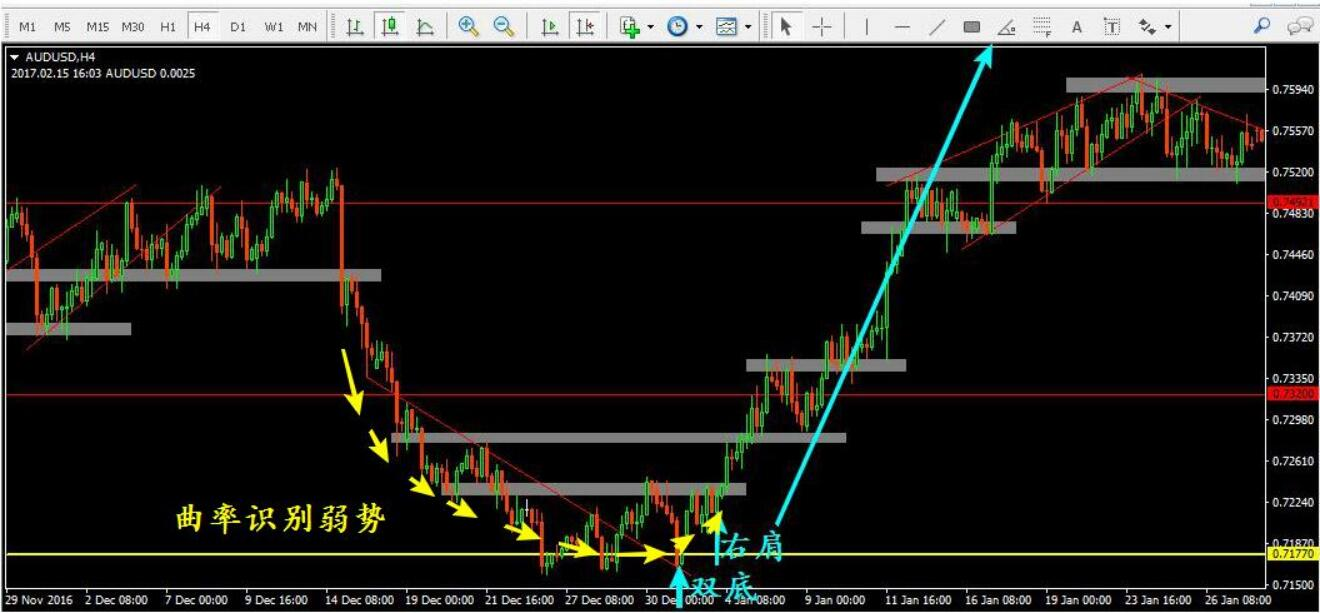 M1 M5 M15 M30 H1 H4 D1 W1 MN
A T
AUDUSD,H4
2017.02.15 16:03 AUDUSD 0.0025
0.75940
0.75570
0.75200
0.74921
0.74830
0.74460
0.74090
0.73720
0.73350
0.73200
0.72980
0.72610
0.72240
曲率识别弱势
右肩
0.71870
0.71770
双底
0.71500
29 Nov 2016 2 Dec 08:00 7 Dec 00:00 9 Dec 16:00 14 Dec 08:00 19 Dec 00:00 21 Dec 16:00 27 Dec 08:00 30 Dec 00:00 4 Jan 08:00 9 Jan 00:00 11 Jan 16:00 16 Jan 08:00 19 Jan 00:00 23 Jan 16:00 26 Jan 08:00